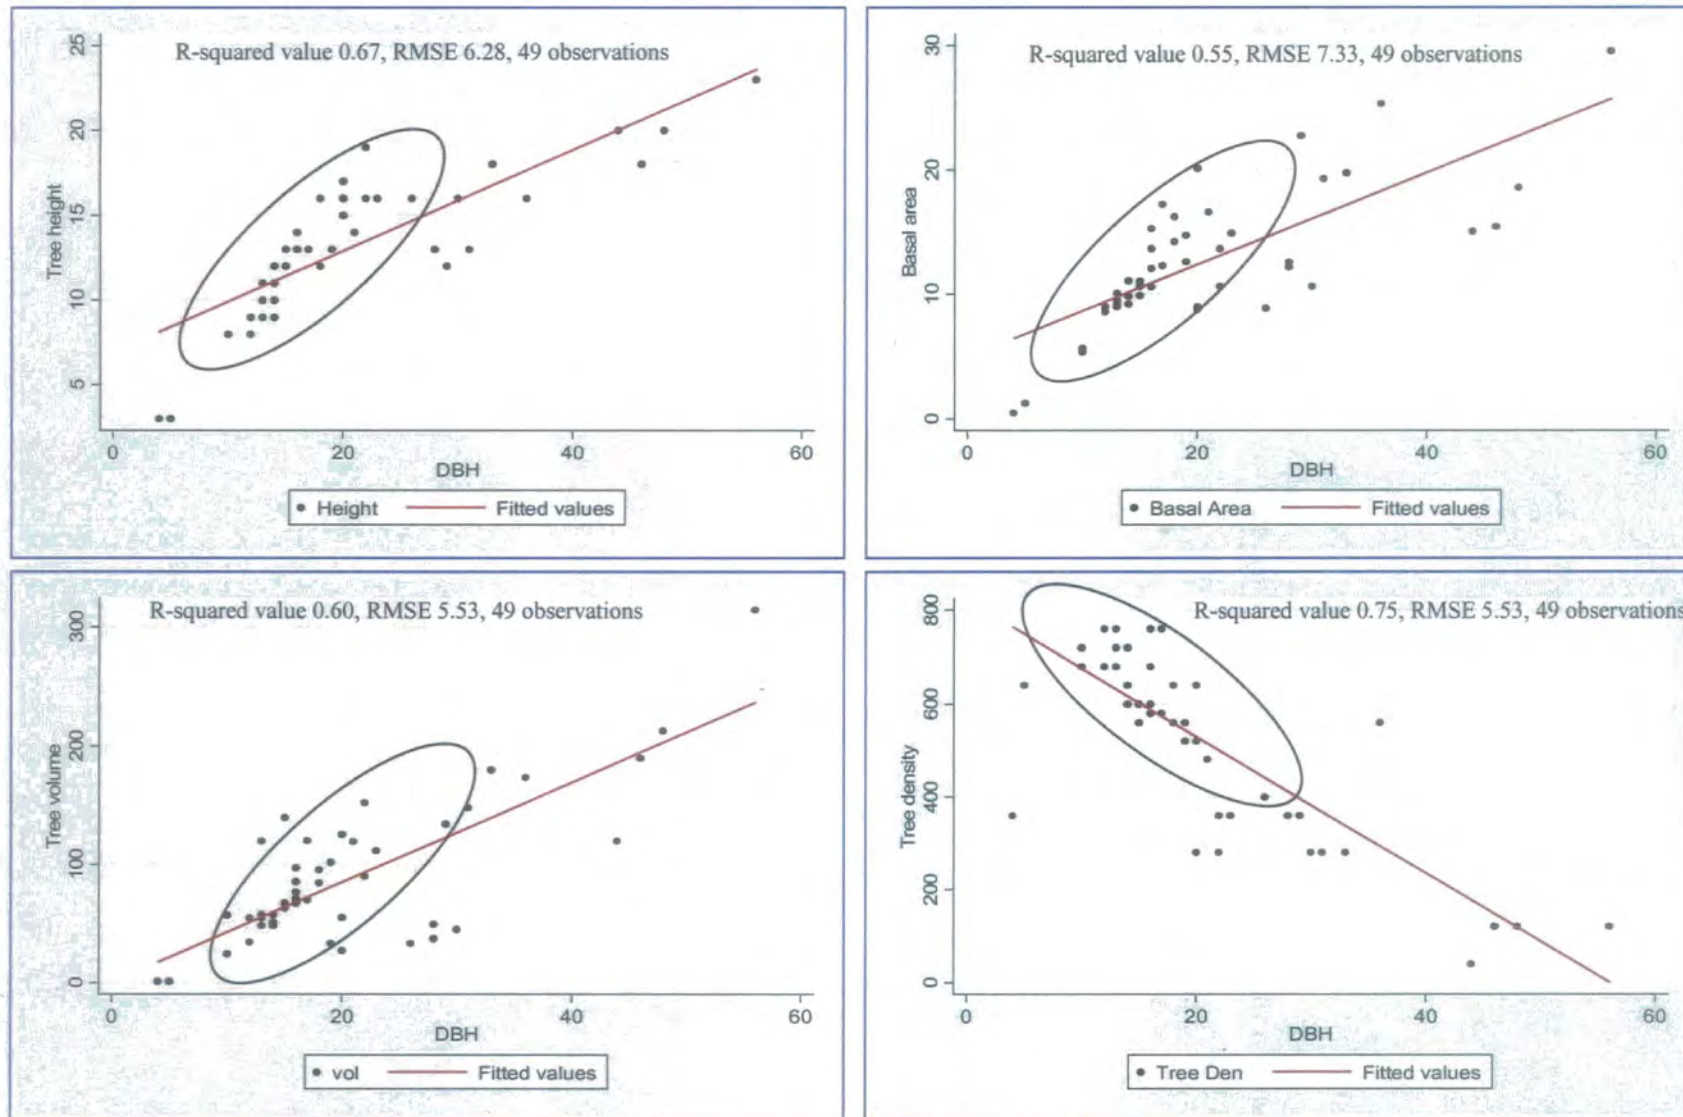 R-squared value 0.67, RMSE 6.28, 49 observations
Tree height
25
20
15
10
5
0
20
40
60
DBH
Height
Fitted values
R-squared value 0.55, RMSE 7.33, 49 observations
Basal area
30
20
10
0
0
20
40
60
DBH
Basal Area
Fitted values
R-squared value 0.60, RMSE 5.53, 49 observations
Tree volume
300
200
100
0
0
20
40
60
DBH
vol
Fitted values
R-squared value 0.75, RMSE 5.53, 49 observations
Tree density
800
600
400
200
0
0
20
40
60
DBH
Tree Den
Fitted values